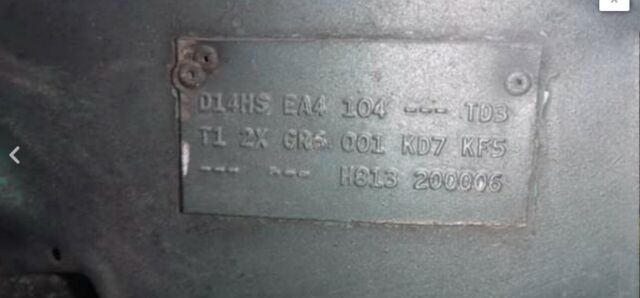 D14HS EA4 104 --- TD3
T1 2X GR6 001 KD7 KF5
--- --- H813 200006